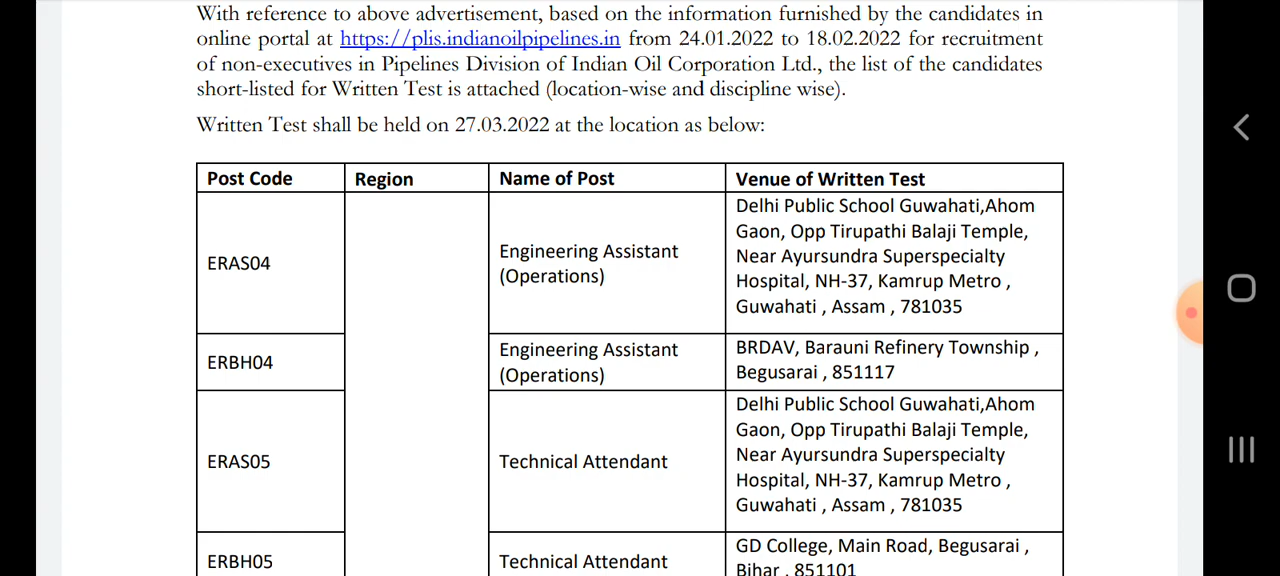 With reference to above advertisement, based on the information furnished by the candidates in
online portal at https://plis.indianoilpipelines.in from 24.01.2022 to 18.02.2022 for recruitment
of non-executives in Pipelines Division of Indian Oil Corporation Ltd., the list of the candidates
short-listed for Written Test is attached (location-wise and discipline wise).
Written Test shall be held on 27.03.2022 at the location as below:
Post Code Region Name of Post Venue of Written Test
ERAS04
Engineering Assistant
(Operations)
Delhi Public School Guwahati,Ahom
Gaon, Opp Tirupathi Balaji Temple,
Near Ayursundra Superspecialty
Hospital, NH-37, Kamrup Metro ,
Guwahati , Assam , 781035
ERBH04
Engineering Assistant
(Operations)
BRDAV, Barauni Refinery Township ,
Begusarai , 851117
ERAS05
Technical Attendant
Delhi Public School Guwahati,Ahom
Gaon, Opp Tirupathi Balaji Temple,
Near Ayursundra Superspecialty
Hospital, NH-37, Kamrup Metro ,
Guwahati , Assam , 781035
ERBH05
Technical Attendant
GD College, Main Road, Begusarai ,
Bihar , 851101